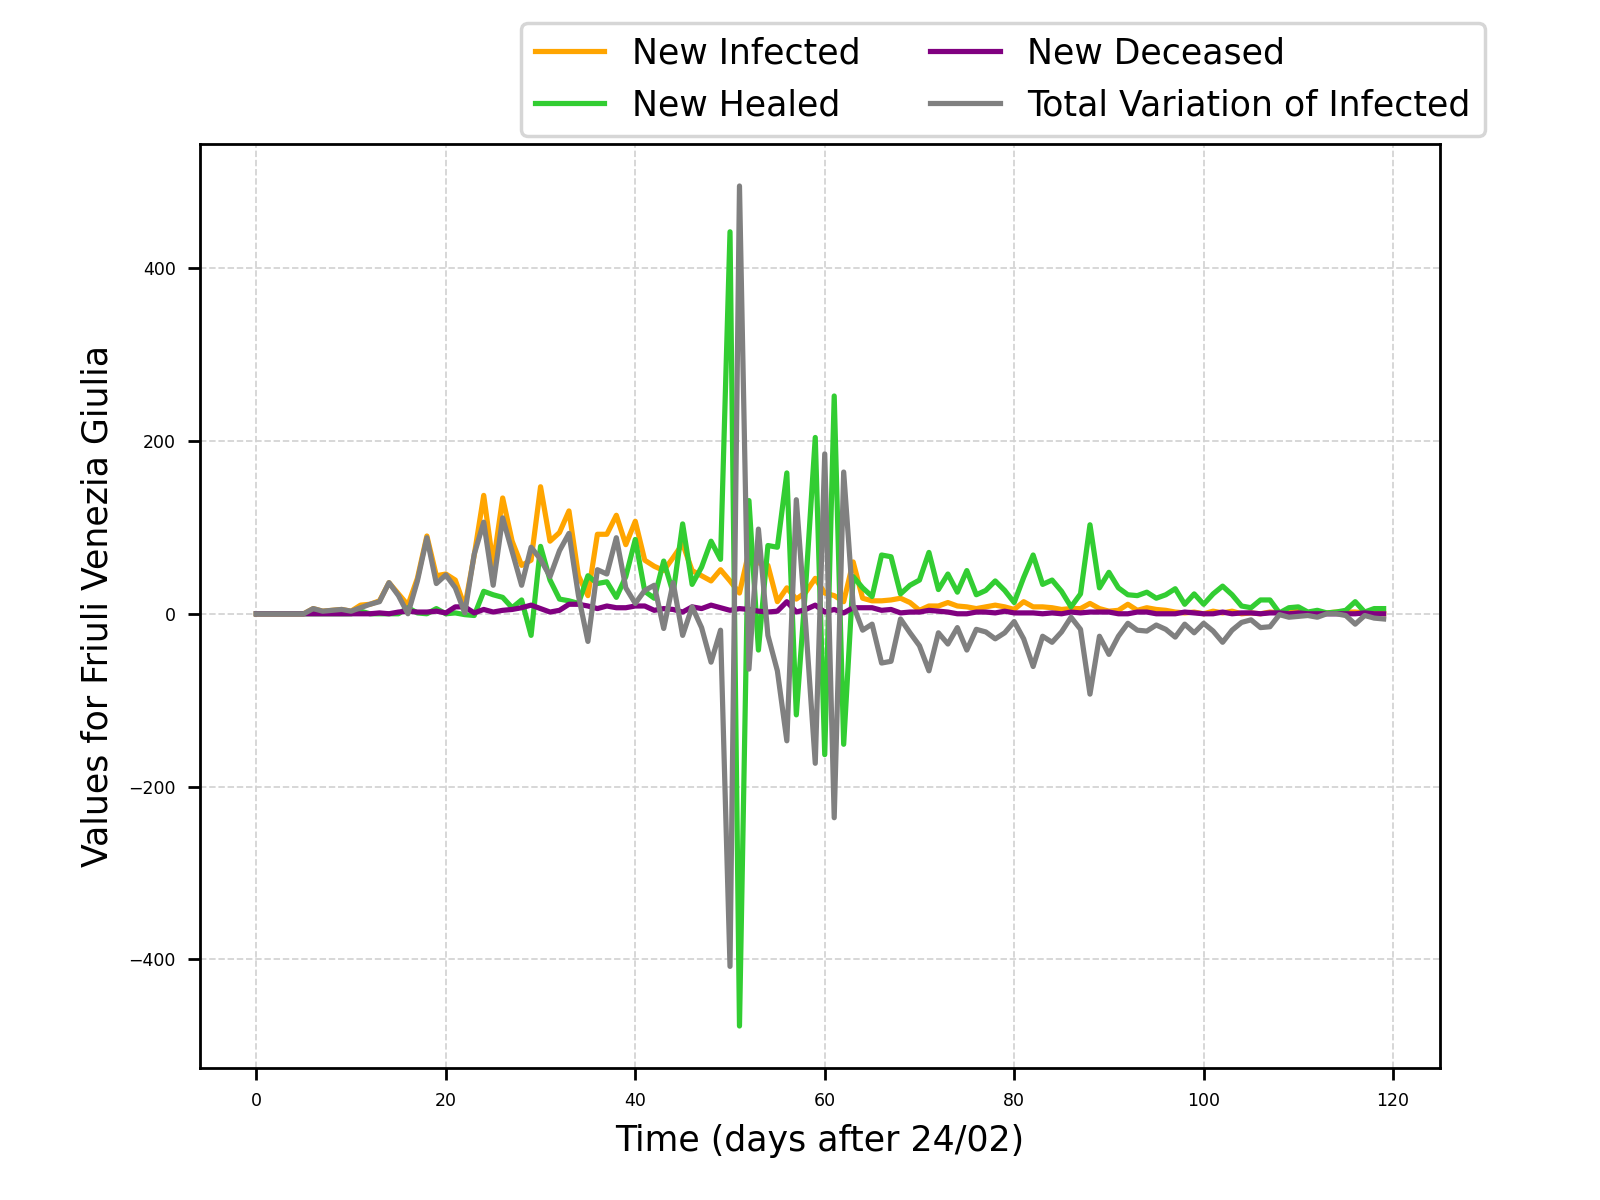 New Infected
New Healed
New Deceased
Total Variation of Infected
Values for Friuli Venezia Giulia
400
200
0
−200
−400
0
20
40
60
80
100
120
Time (days after 24/02)